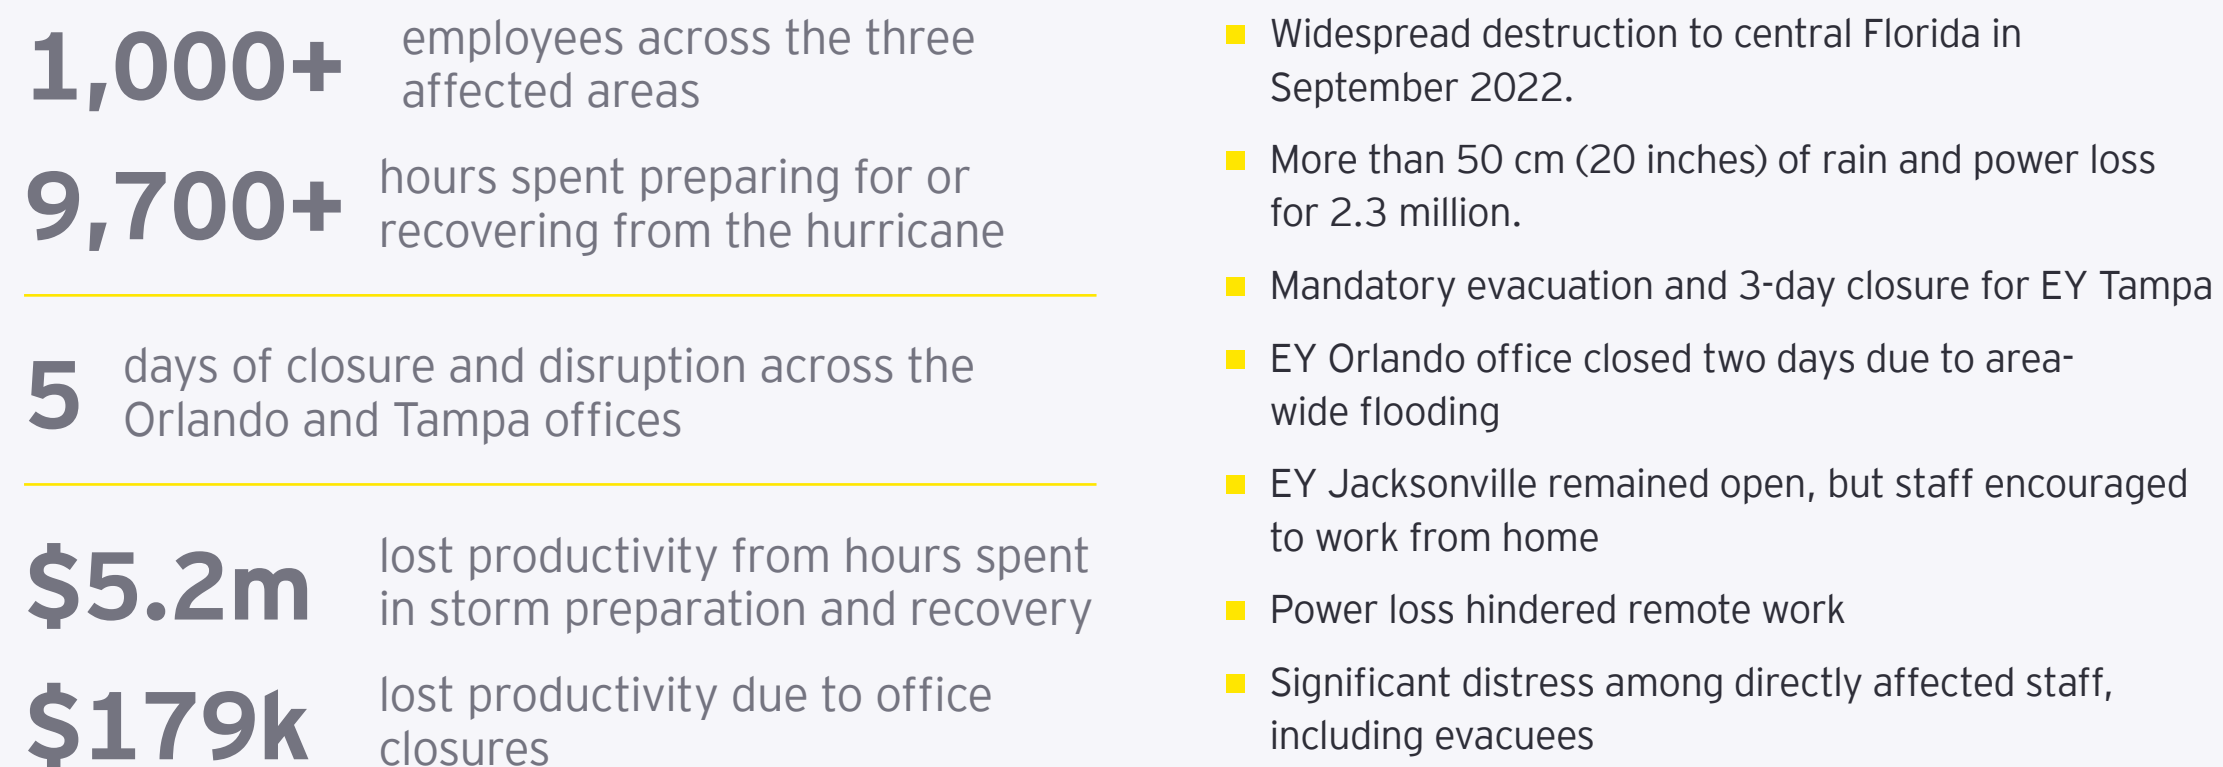 1,000+
employees across the three
affected areas
9,700+
hours spent preparing for or
recovering from the hurricane
5
days of closure and disruption across the
Orlando and Tampa offices
$5.2m
lost productivity from hours spent
in storm preparation and recovery
$179k
lost productivity due to office
closures
Widespread destruction to central Florida in
September 2022.
More than 50 cm (20 inches) of rain and power loss
for 2.3 million.
Mandatory evacuation and 3-day closure for EY Tampa
EY Orlando office closed two days due to area-
wide flooding
EY Jacksonville remained open, but staff encouraged
to work from home
Power loss hindered remote work
Significant distress among directly affected staff,
including evacuees